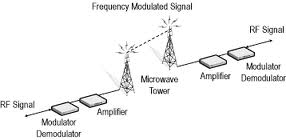 Frequency Modulated Signal
RF Signal
Microwave
Tower
Amplifier
Modulator
Demodulator
RF Signal
Amplifier
Modulator
Demodulator